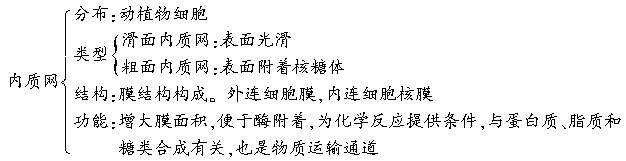 分布:动植物细胞
滑面内质网:表面光滑
类型
粗面内质网:表面附着核糖体
内质网
结构:膜结构构成。外连细胞膜,内连细胞核膜
功能:增大膜面积,便于酶附着,为化学反应提供条件,与蛋白质、脂质和
糖类合成有关,也是物质运输通道